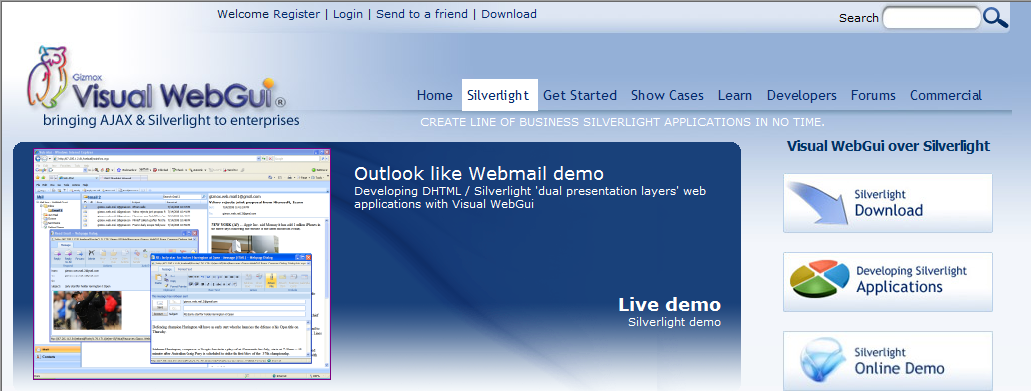 Welcome Register | Login | Send to a friend | Download
Search
Gizmox
Visual WebGui®
bringing AJAX & Silverlight to enterprises
Home Silverlight Get Started Show Cases Learn Developers Forums Commercial
CREATE LINE OF BUSINESS SILVERLIGHT APPLICATIONS IN NO TIME.
Outlook like Webmail demo
Developing DHTML / Silverlight 'dual presentation layers' web
applications with Visual WebGui
Live demo
Silverlight demo
Visual WebGui over Silverlight
Silverlight
Download
Developing Silverlight
Applications
Silverlight
Online Demo